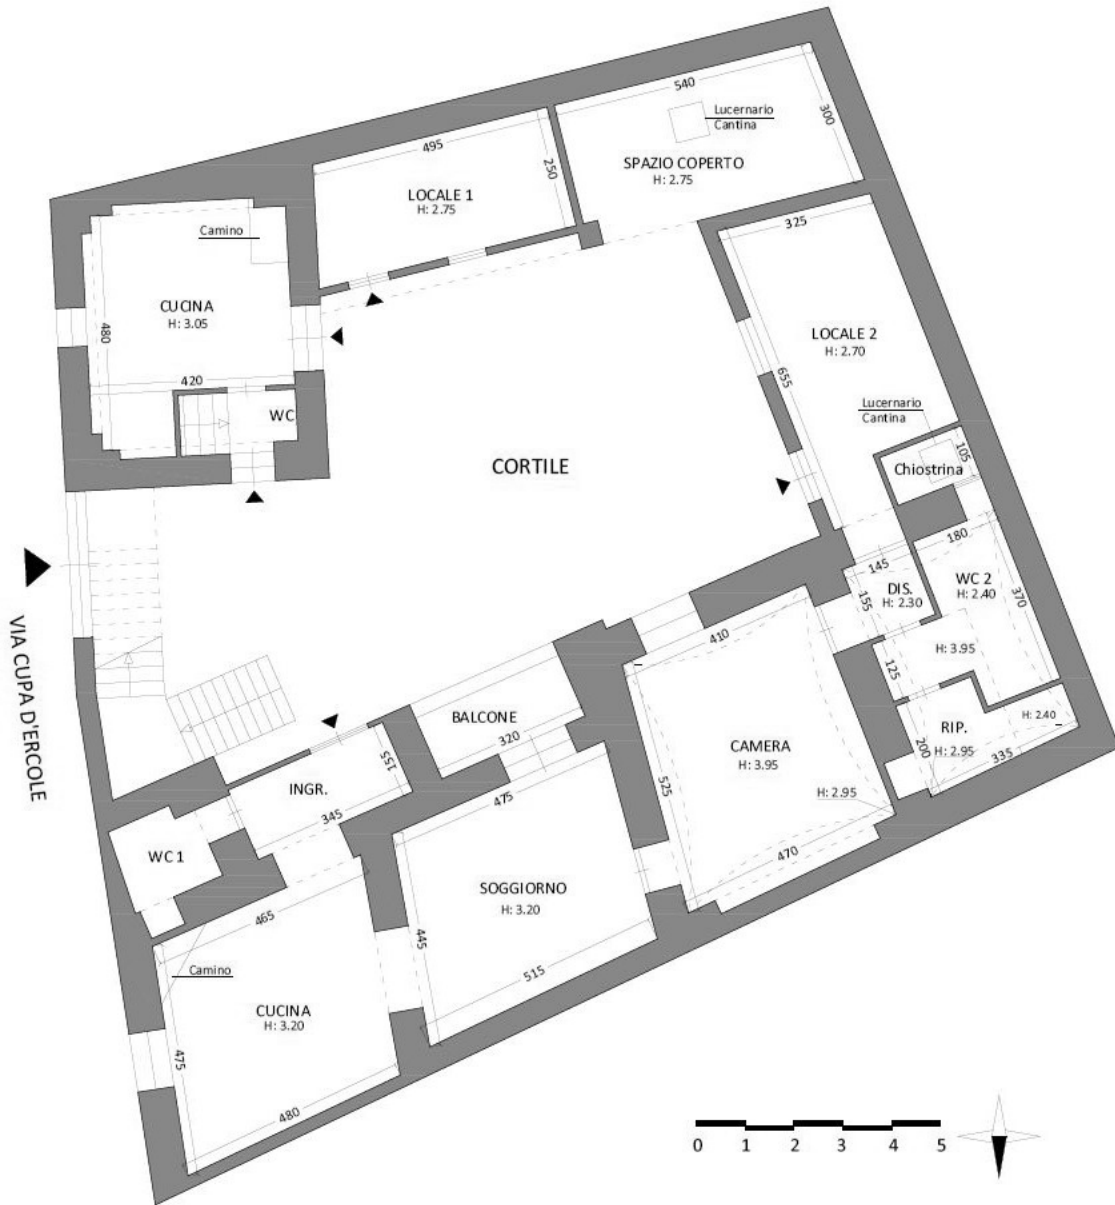 540
Lucernario
Cantina
300
SPAZIO COPERTO
H: 2.75
495
250
LOCALE 1
H: 2.75
Camino
CUCINA
H: 3.05
480
420
WC
325
LOCALE 2
H: 2.70
655
Lucernario
Cantina
105
Chiostrina
CORTILE
180
145
DIS.
H: 2.30
155
WC 2
H: 2.40
370
H: 3.95
125
RIP.
H: 2.95
H: 2.40
200
335
VIA CUPA D'ERCOLE
410
BALCONE
320
CAMERA
H: 3.95
525
H: 2.95
470
INGR.
155
345
WC 1
475
SOGGIORNO
H: 3.20
445
515
465
Camino
CUCINA
H: 3.20
475
480
0 1 2 3 4 5